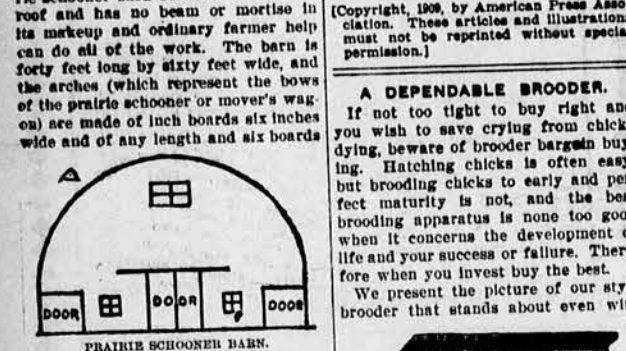 roof and has no beam or mortise in
its makeup and ordinary farmer help
can do all of the work. The barn is
forty feet long by sixty feet wide, and
the arches (which represent the bows
of the prairie schooner or mover's wag-
on) are made of inch boards six inches
wide and of any length and six boards
DOOR
DOOR
DOOR
PRAIRIE SCHOONER BARN.
[Copyright, 1909, by American Press Asso
ciation. These articles and illustrations
must not be reprinted without specia
permission.]
A DEPENDABLE BROODER.
If not too tight to buy right and
you wish to save crying from chick
dying, beware of brooder bargain buy
ing. Hatching chicks is often easy
but brooding chicks to early and per
fect maturity is not, and the bes
brooding apparatus is none too goo
when it concerns the development o
life and your success or failure. Ther
fore when you invest buy the best.
We present the picture of our sty
brooder that stands about even wi